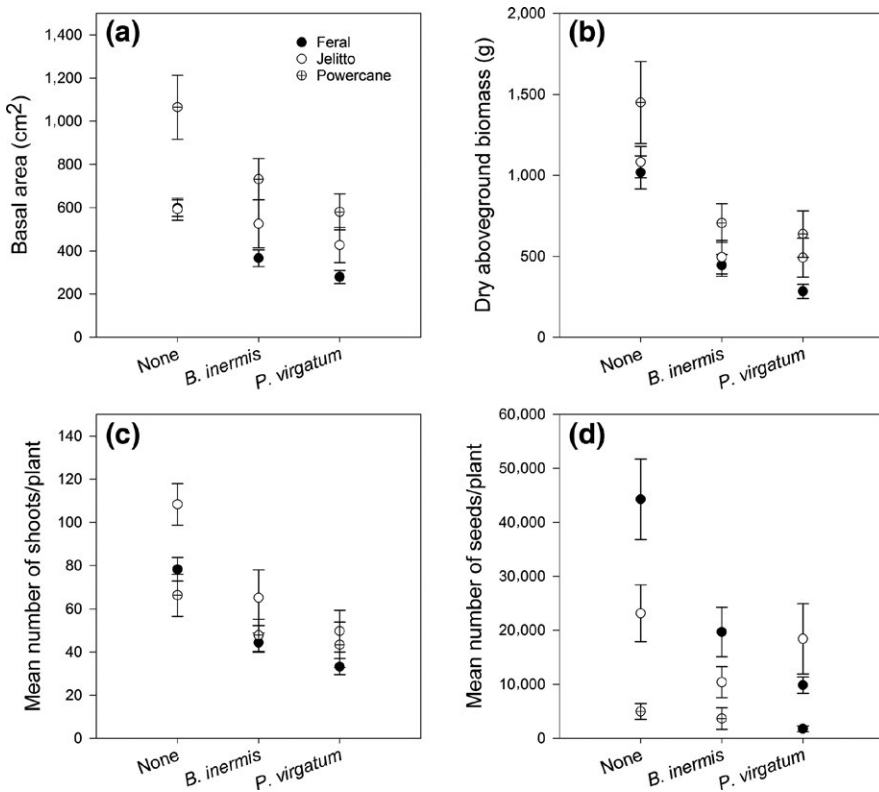 (a)
Feral
Jelitto
Powercane
Basal area (cm2)
1,400
1,200
1,000
800
600
400
200
0
None
B. inermis
P. virgatum
(b)
Dry aboveground biomass (g)
2,000
1,500
1,000
500
0
None
B. inermis
P. virgatum
(c)
Mean number of shoots/plant
140
120
100
80
60
40
20
0
None
B. inermis
P. virgatum
(d)
Mean number of seeds/plant
60,000
50,000
40,000
30,000
20,000
10,000
0
None
B. inermis
P. virgatum